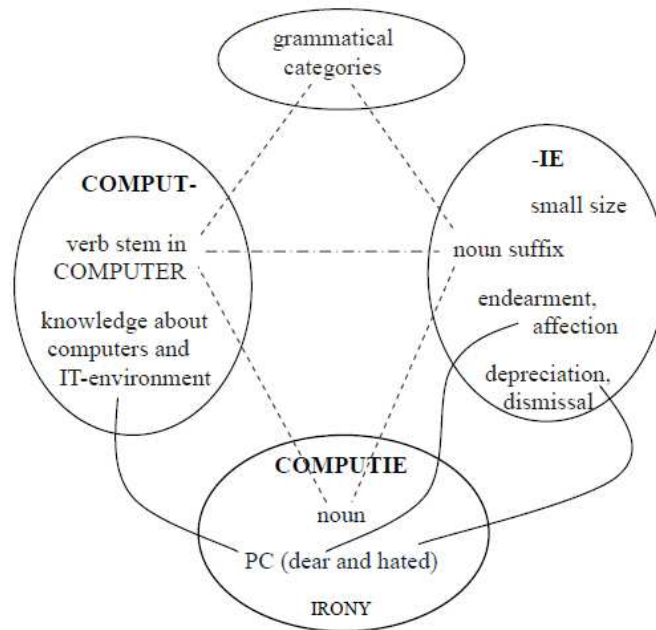 grammatical
categories
COMPUT-
verb stem in
COMPUTER
knowledge about
computers and
IT-environment
-IE
small size
noun suffix
endearment,
affection
depreciation,
dismissal
COMPUTIE
noun
PC (dear and hated)
IRONY